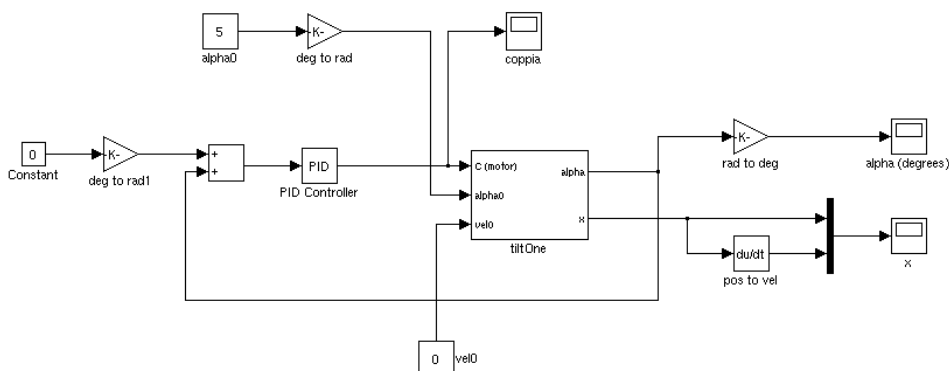 5
alpha0
K-
deg to rad
coppia
0
Constant
K-
deg to rad1
+
+
PID
PID Controller
C (motor)
alpha0
vel0
alpha
x
tiltOne
K-
rad to deg
alpha (degrees)
du/dt
pos to vel
x
0
vel0